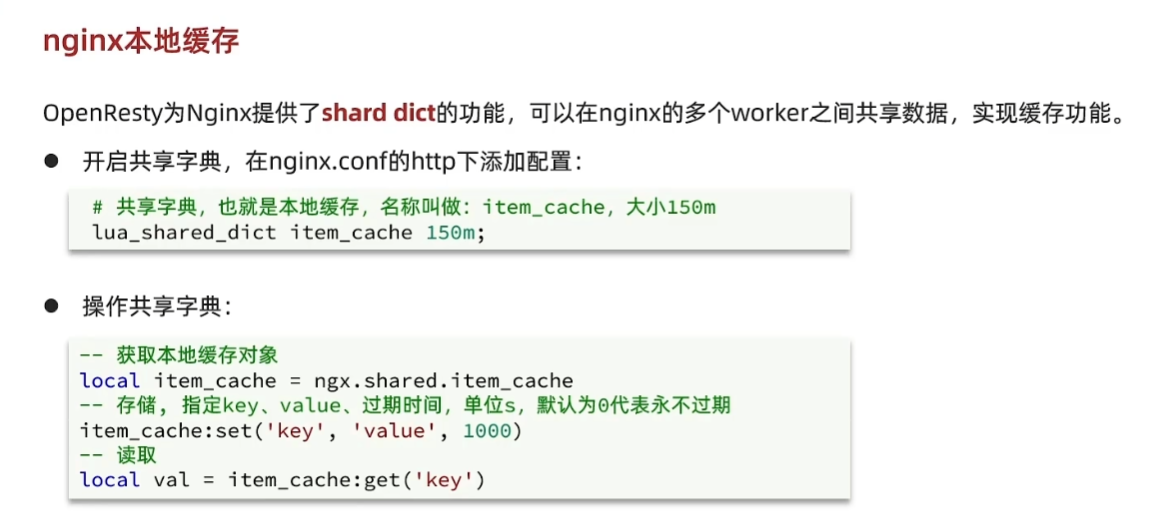 nginx本地缓存
OpenResty为Nginx提供了shard dict的功能，可以在nginx的多个worker之间共享数据，实现缓存功能。
● 开启共享字典，在nginx.conf的http下添加配置：
# 共享字典，也就是本地缓存，名称叫做：item_cache，大小150m
lua_shared_dict item_cache 150m;
● 操作共享字典：
-- 获取本地缓存对象
local item_cache = ngx.shared.item_cache
-- 存储, 指定key、value、过期时间，单位s，默认为0代表永不过期
item_cache:set('key', 'value', 1000)
-- 读取
local val = item_cache:get('key')